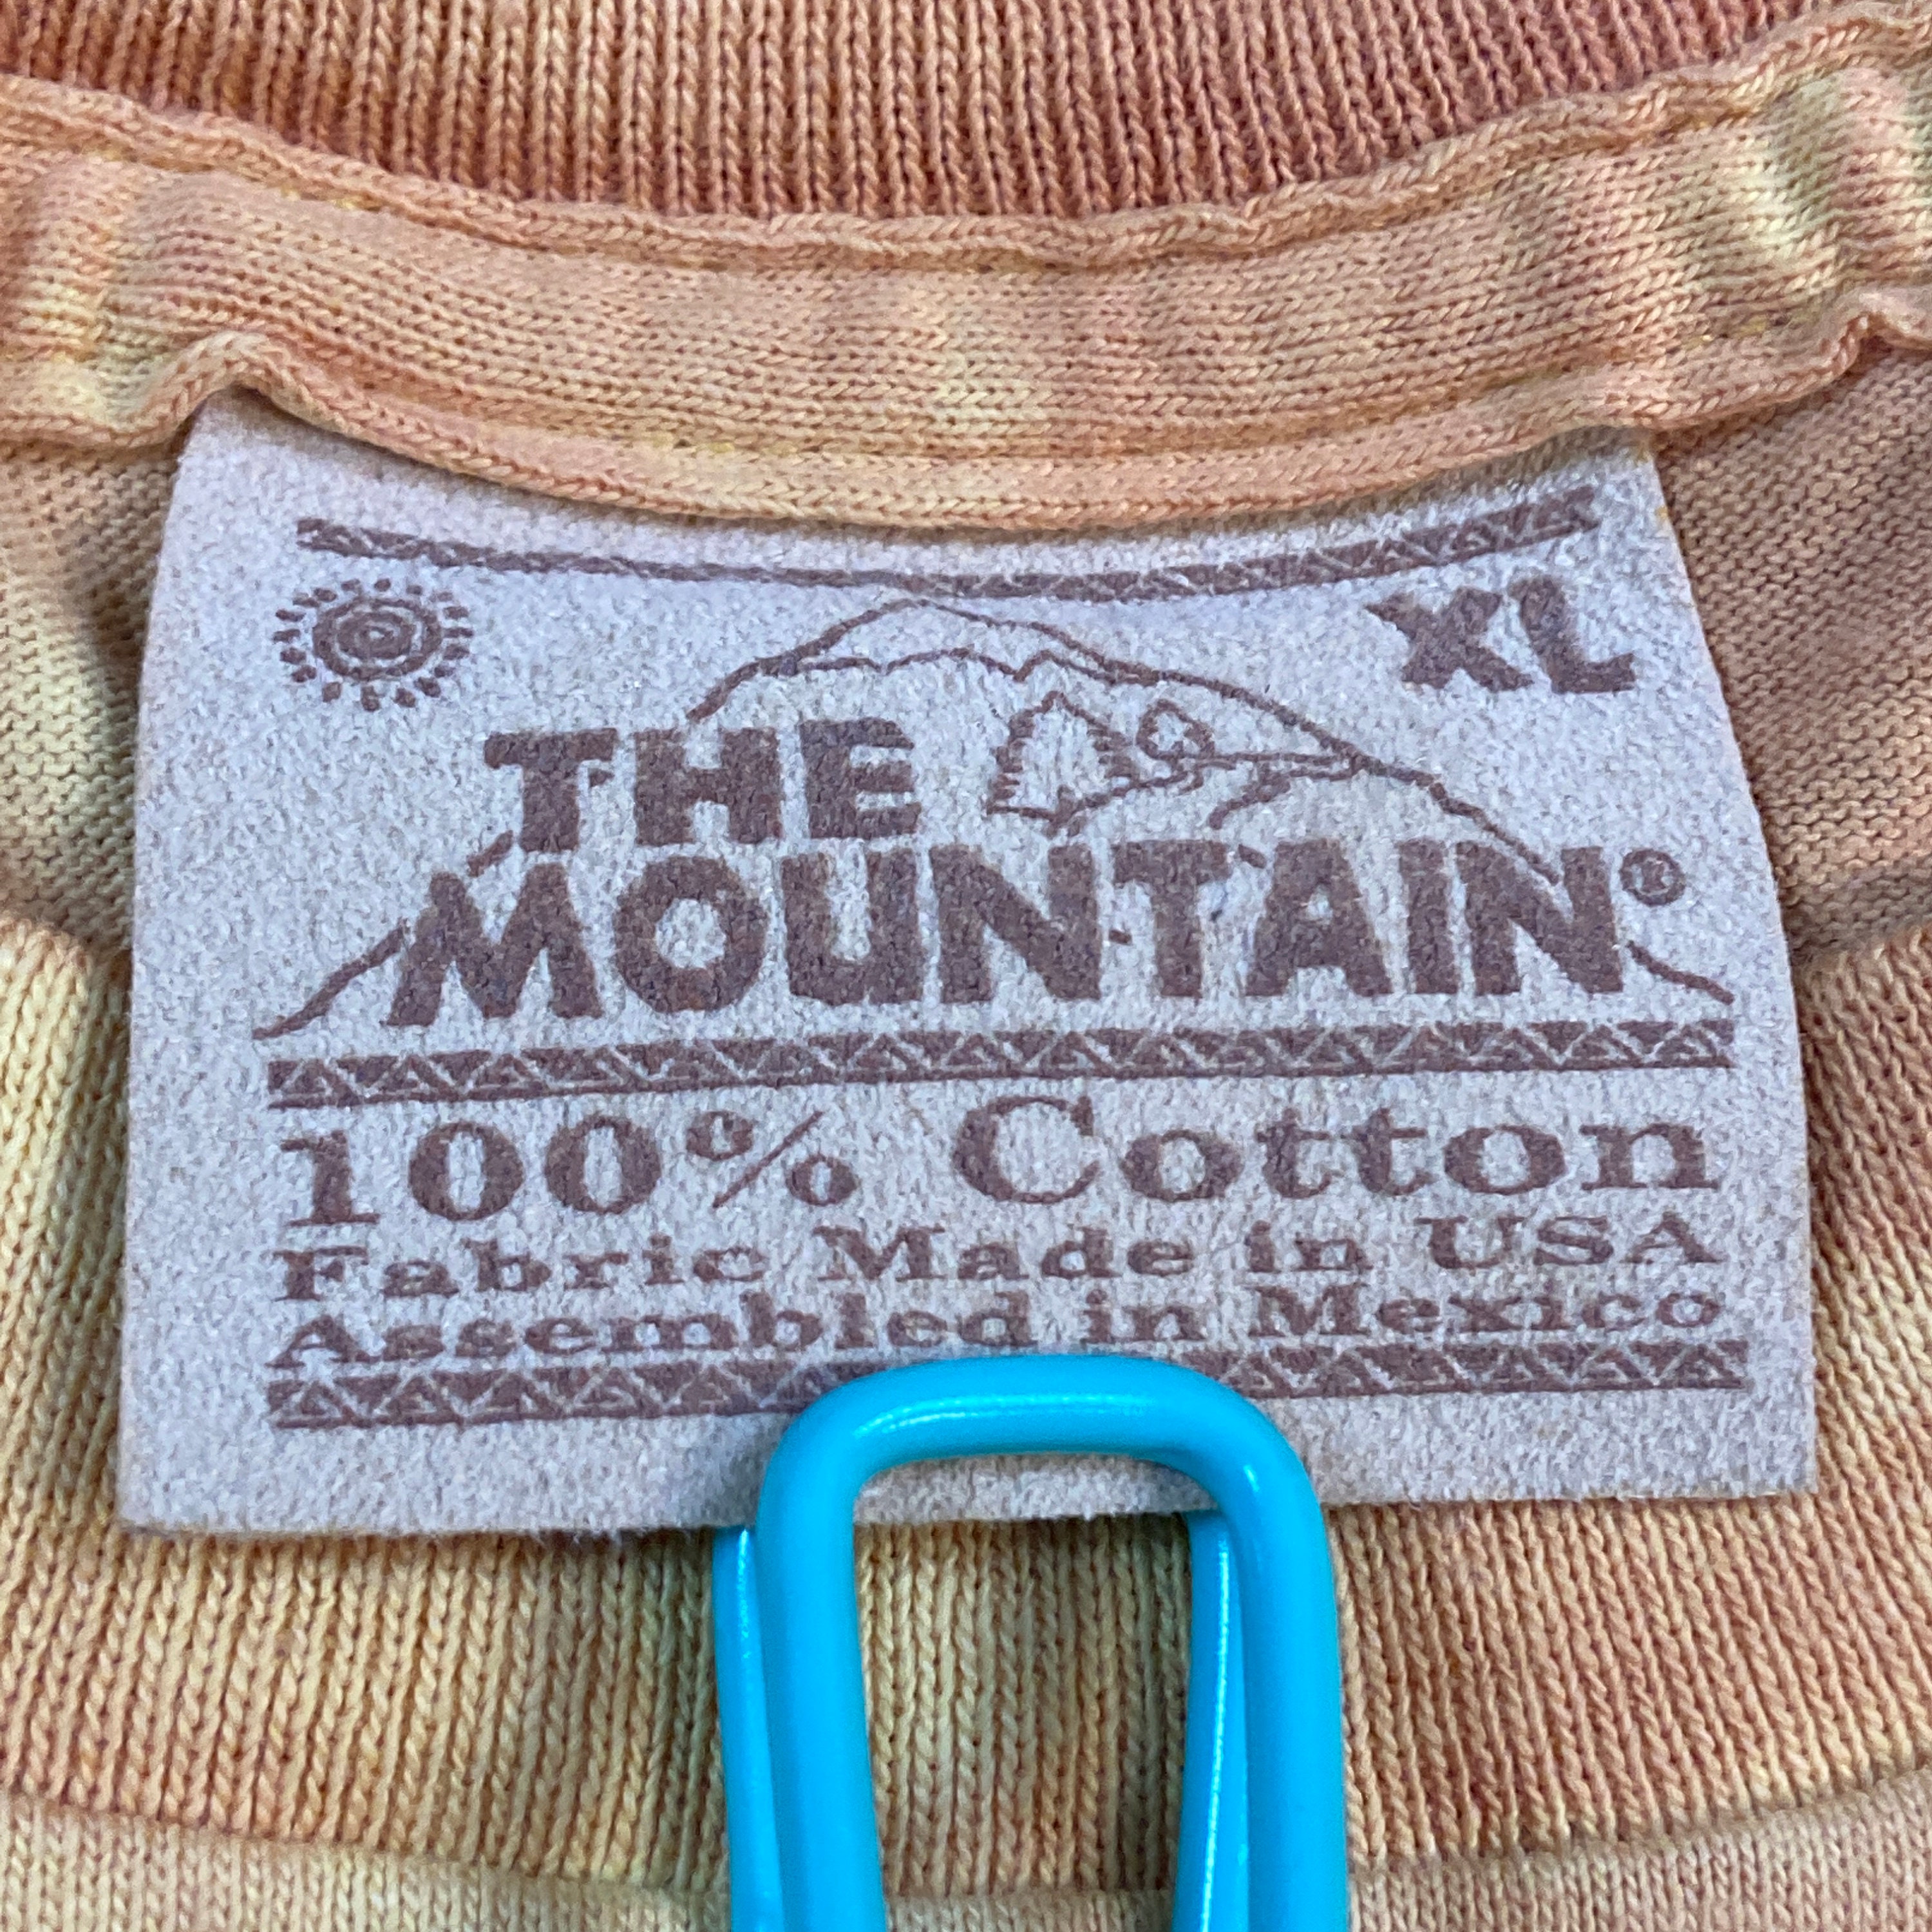 XL
THE
MOUNTAIN®
100% Cotton
Fabric Made in USA
Assembled in Mexico